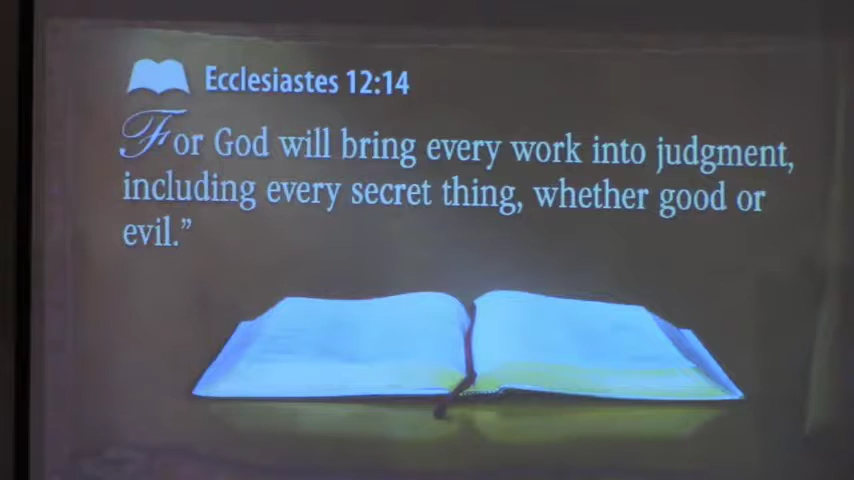 Ecclesiastes 12:14
For God will bring every work into judgment,
including every secret thing, whether good or
evil.”